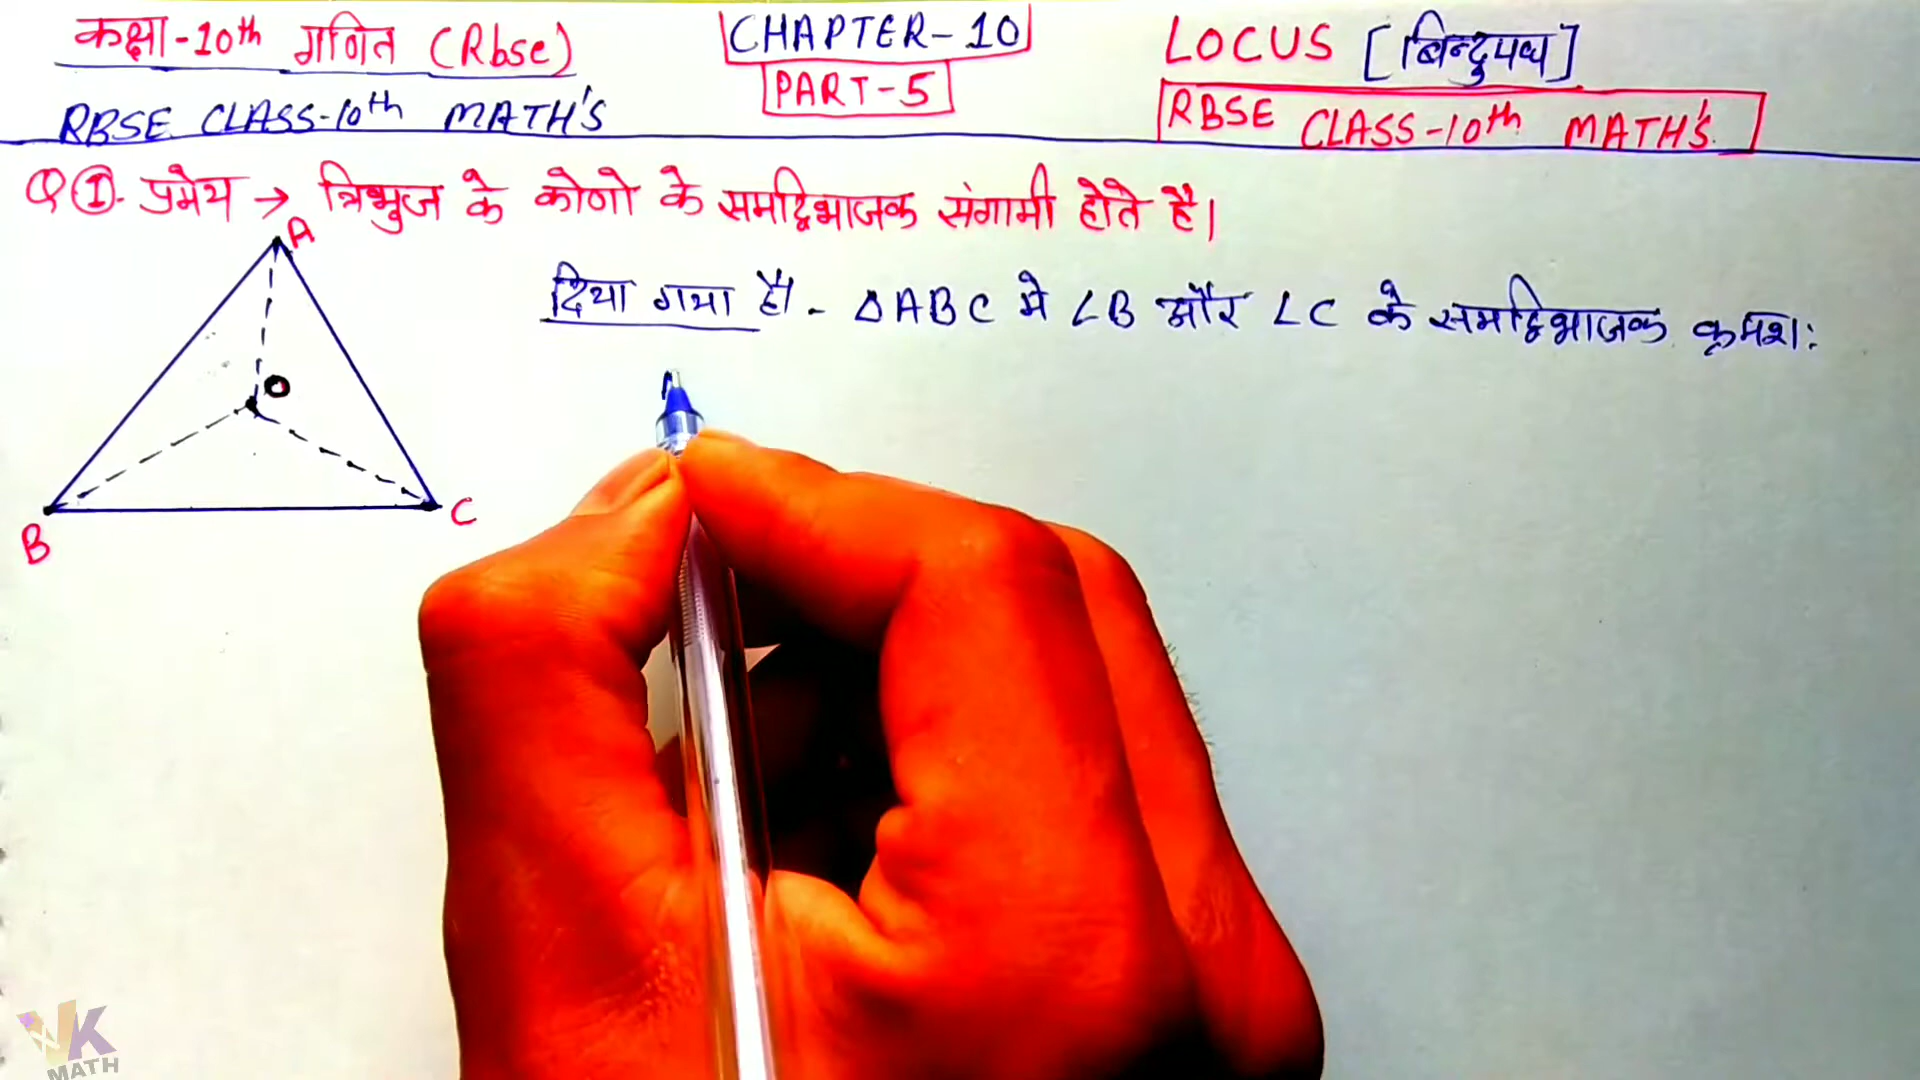 कक्षा-10th गणित (Rbse)
RBSE CLASS-10th MATH'S
CHAPTER-10
PART-5
LOCUS [बिन्दुपथ]
RBSE CLASS-10th MATH'S
Q①. प्रमेय → त्रिभुज के कोणो के समद्विभाजक संगामी होते है।
दिया गया है। - ΔABC मे ∠B और ∠C के समद्विभाजक क्रमश:
A
O
B
C
VK
MATH